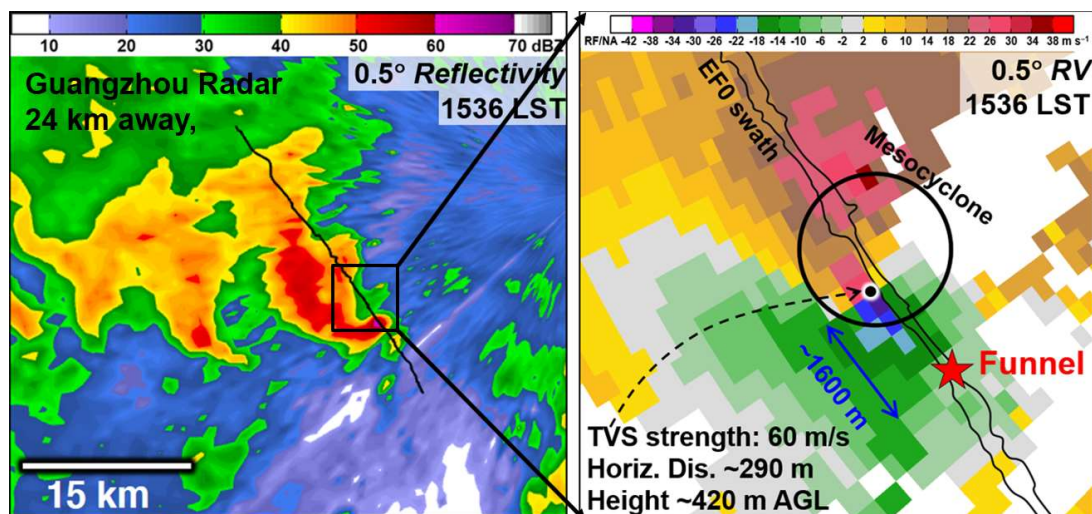 10 20 30 40 50 60 70 dBZ
Guangzhou Radar
24 km away,
0.5° Reflectivity
1536 LST
15 km
RF/NA -42 -38 -34 -30 -26 -22 -18 -14 -10 -6 -2 2 6 10 14 18 22 26 30 34 38 m s⁻¹
0.5° RV
1536 LST
EF0 swath
Mesocyclone
Funnel
~1600 m
TVS strength: 60 m/s
Horiz. Dis. ~290 m
Height ~420 m AGL